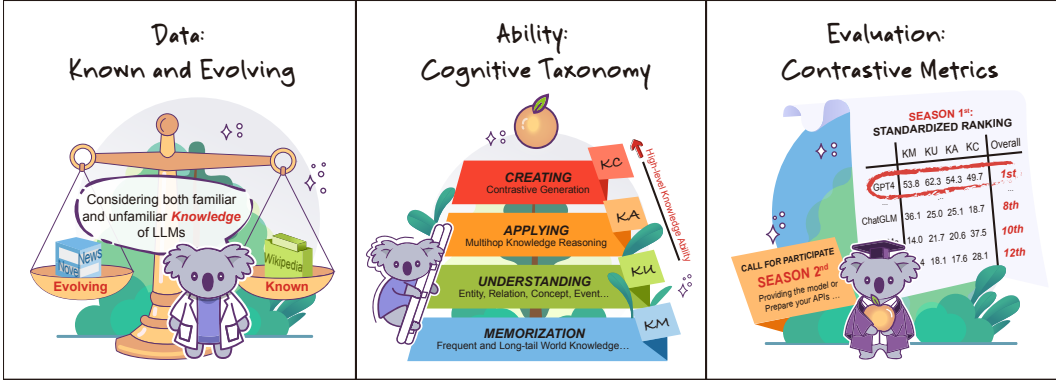 Data:
Known and Evolving
Considering both familiar
and unfamiliar Knowledge
of LLMs
News
Novel
Wikipedia
Evolving
Known
Ability:
Cognitive Taxonomy
CREATING
Contrastive Generation
KC
APPLYING
Multihop Knowledge Reasoning
KA
UNDERSTANDING
Entity, Relation, Concept, Event...
KU
MEMORIZATION
Frequent and Long-tail World Knowledge...
KM
High-level Knowledge Ability
Evaluation:
Contrastive Metrics
SEASON 1st:
STANDARDIZED RANKING
KM KU KA KC Overall
GPT4 53.8 62.3 54.3 49.7 1st
... ...
ChatGLM 36.1 25.0 25.1 18.7 8th
14.0 21.7 20.6 37.5 10th
4 18.1 17.6 28.1 12th
CALL FOR PARTICIPATE
SEASON 2nd
Providing the model or
Prepare your APIs ...